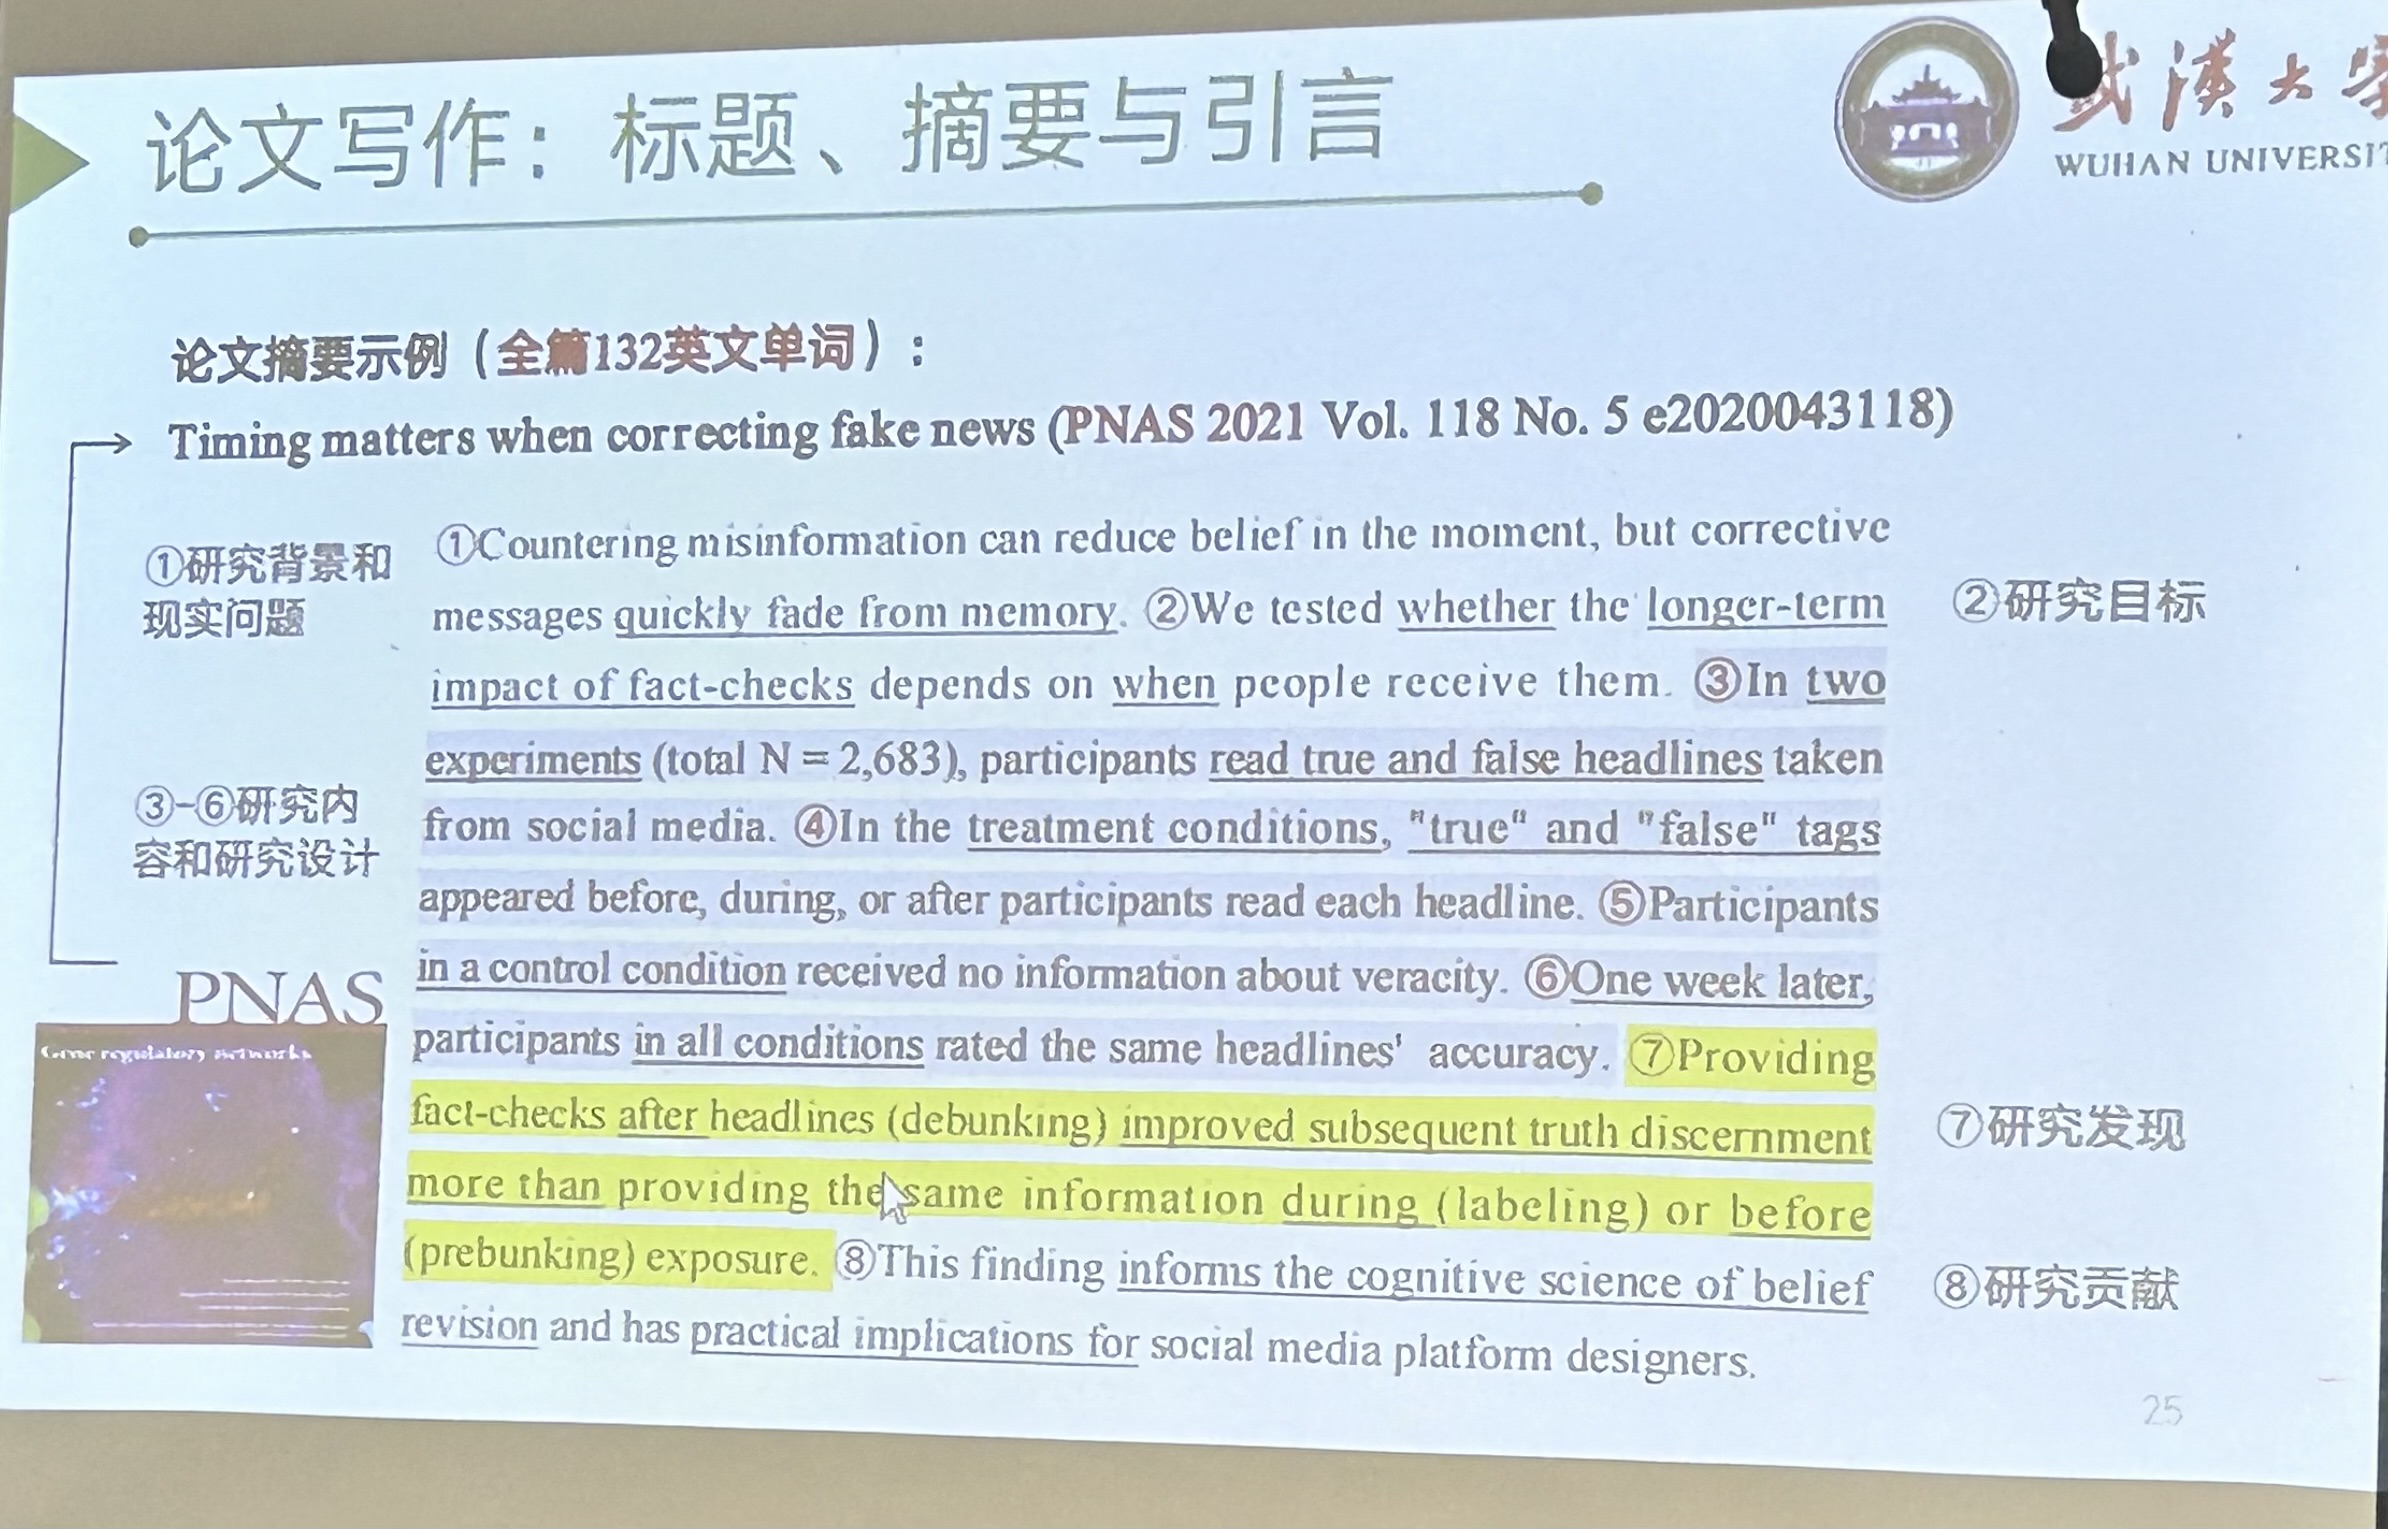 论文写作：标题、摘要与引言
武汉大学
WUHAN UNIVERSIT
论文摘要示例（全篇132英文单词）：
Timing matters when correcting fake news (PNAS 2021 Vol. 118 No. 5 e2020043118)
①研究背景和
现实问题
③-⑥研究内
容和研究设计
PNAS
Gene regulatory networks
①Countering misinformation can reduce belief in the moment, but corrective
messages quickly fade from memory. ②We tested whether the longer-term
impact of fact-checks depends on when people receive them. ③In two
experiments (total N = 2,683), participants read true and false headlines taken
from social media. ④In the treatment conditions, "true" and "false" tags
appeared before, during, or after participants read each headline. ⑤Participants
in a control condition received no information about veracity. ⑥One week later,
participants in all conditions rated the same headlines' accuracy. ⑦Providing
fact-checks after headlines (debunking) improved subsequent truth discernment
more than providing the same information during (labeling) or before
(prebunking) exposure. ⑧This finding informs the cognitive science of belief
revision and has practical implications for social media platform designers.
②研究目标
⑦研究发现
⑧研究贡献
25